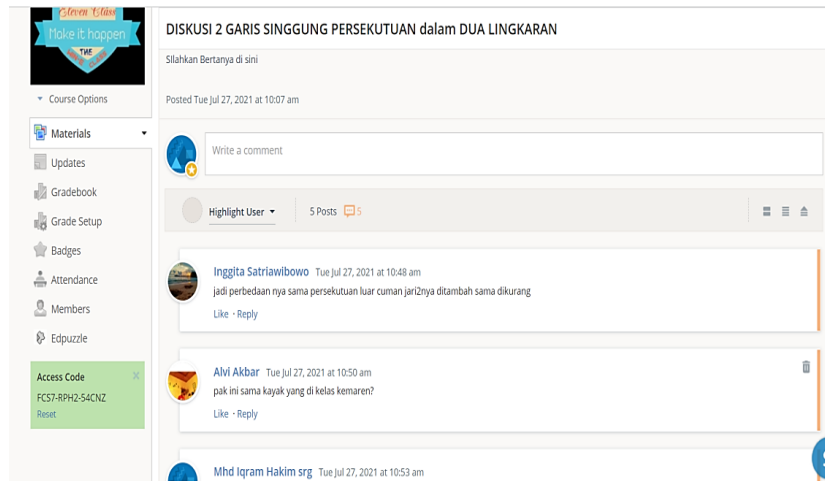 Eleven Class
Make it happen
THE
CLASS
Course Options
Materials
Updates
Gradebook
Grade Setup
Badges
Attendance
Members
Edpuzzle
Access Code X
FCS7-RPH2-54CNZ
Reset
DISKUSI 2 GARIS SINGGUNG PERSEKUTUAN dalam DUA LINGKARAN
SIlahkan Bertanya di sini
Posted Tue Jul 27, 2021 at 10:07 am
Write a comment
Highlight User 5 Posts 5
Inggita Satriawibowo Tue Jul 27, 2021 at 10:48 am
jadi perbedaan nya sama persekutuan luar cuman jari2nya ditambah sama dikurang
Like · Reply
Alvi Akbar Tue Jul 27, 2021 at 10:50 am
pak ini sama kayak yang di kelas kemaren?
Like · Reply
Mhd Iqram Hakim srg Tue Jul 27, 2021 at 10:53 am